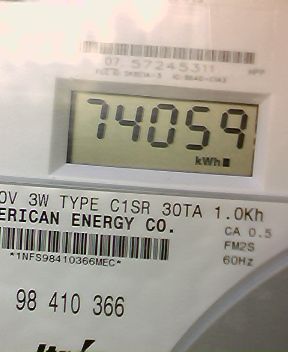 07 57245311
74059
kWh
0V 3W TYPE C1SR 30TA 1.0Kh
ERICAN ENERGY CO.
CA 0.5
FM2S
*1NFS98410366MEC*
60Hz
98 410 366